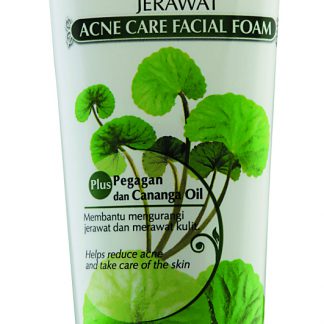 JERAWAT
ACNE CARE FACIAL FOAM
Plus Pegagan
dan Cananga Oil
Membantu mengurangi
jerawat dan merawat kulit.
Helps reduce acne
and take care of the skin